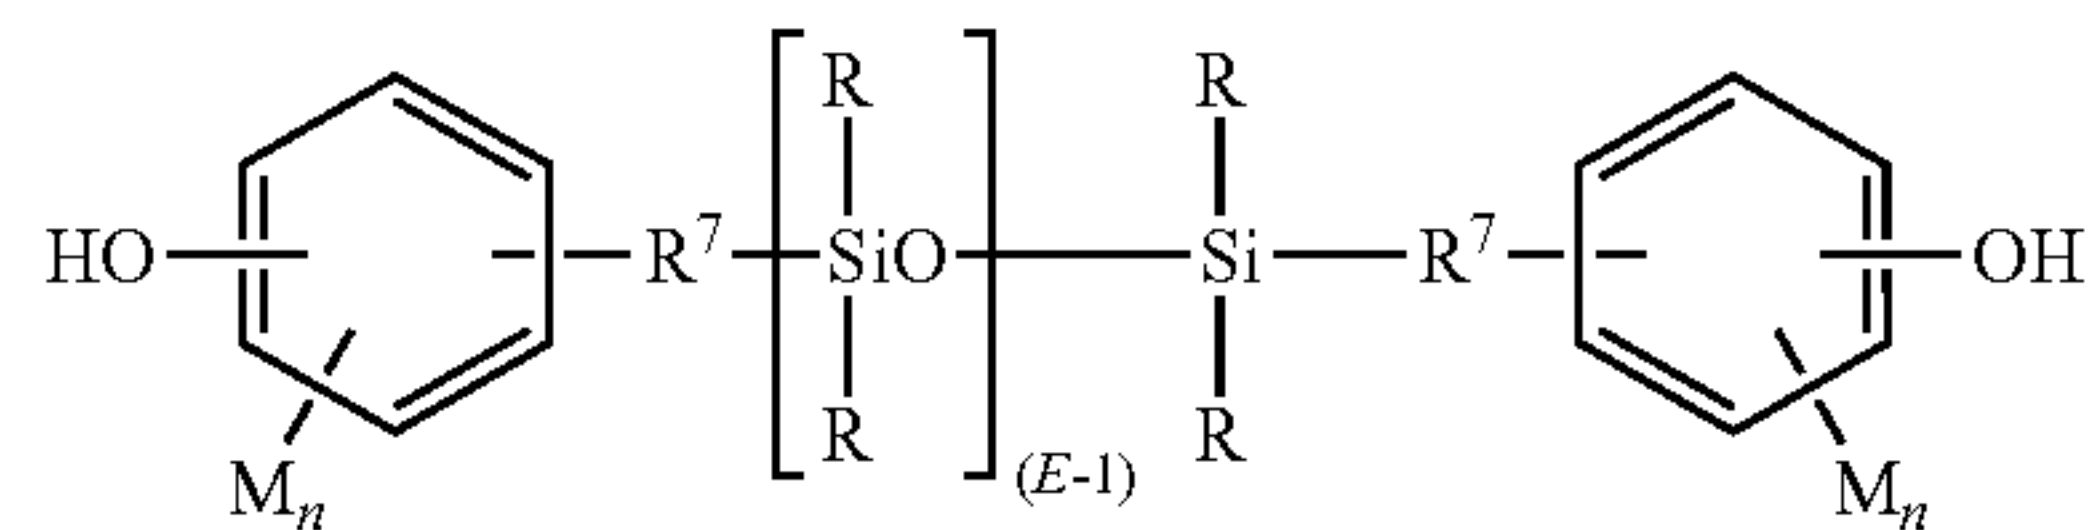 R R
HO R⁷ SiO Si R⁷ OH
R R
(E-1)
Mₙ Mₙ